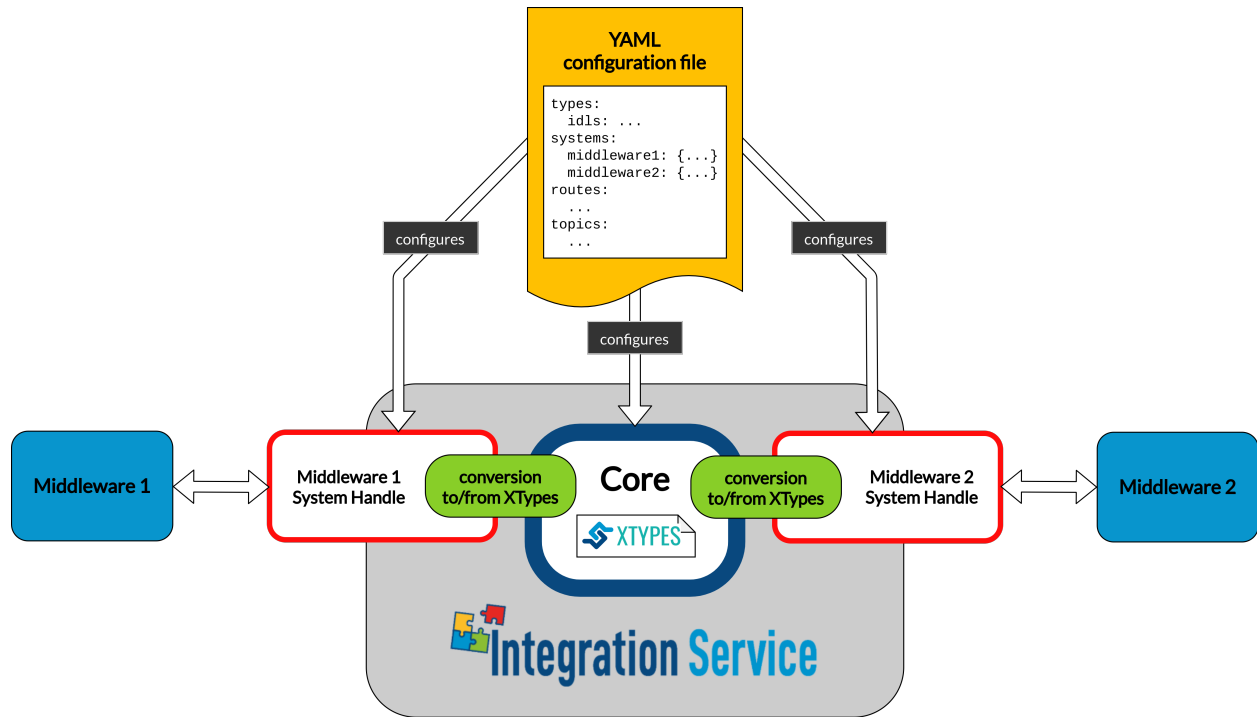 YAML
configuration file
types:
  idls: ...
systems:
  middleware1: {...}
  middleware2: {...}
routes:
  ...
topics:
  ...
configures
configures
configures
Middleware 1
Middleware 1
System Handle
conversion
to/from XTypes
Core
XTYPES
conversion
to/from XTypes
Middleware 2
System Handle
Middleware 2
Integration Service